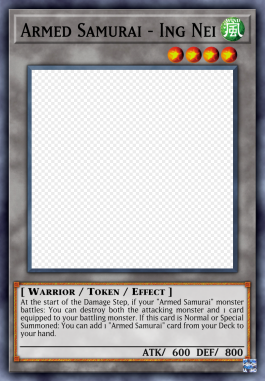 ARMED SAMURAI - ING NEI
風
[ WARRIOR / TOKEN / EFFECT ]
At the start of the Damage Step, if your "Armed Samurai" monster
battles: You can destroy both the attacking monster and 1 card
equipped to your battling monster. If this card is Normal or Special
Summoned: You can add 1 "Armed Samurai" card from your Deck to
your hand.
ATK/ 600 DEF/ 800